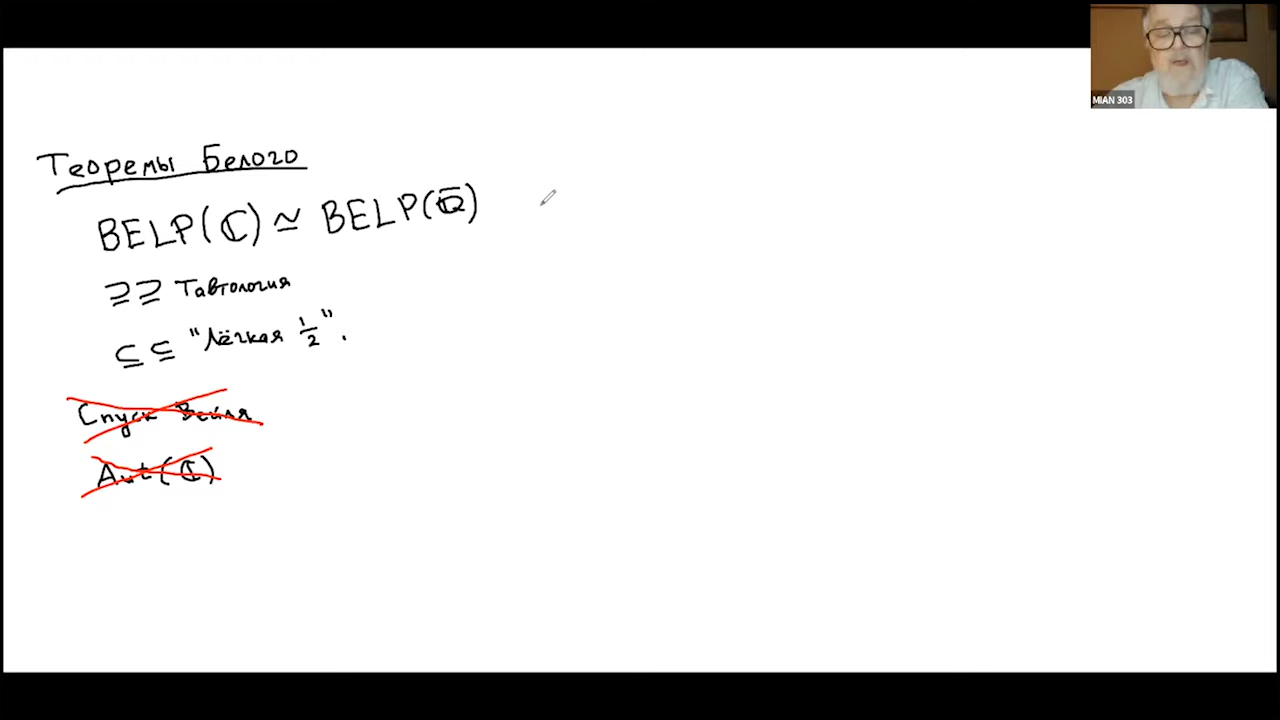 MIAN 303
Теоремы Белого
BELP(ℂ) ≃ BELP(ℚ̅)
⊇ ⊇ Тавтология
⊆ ⊆ "Лёгкая 1/2".
Спуск Вейля
Aut(ℂ)